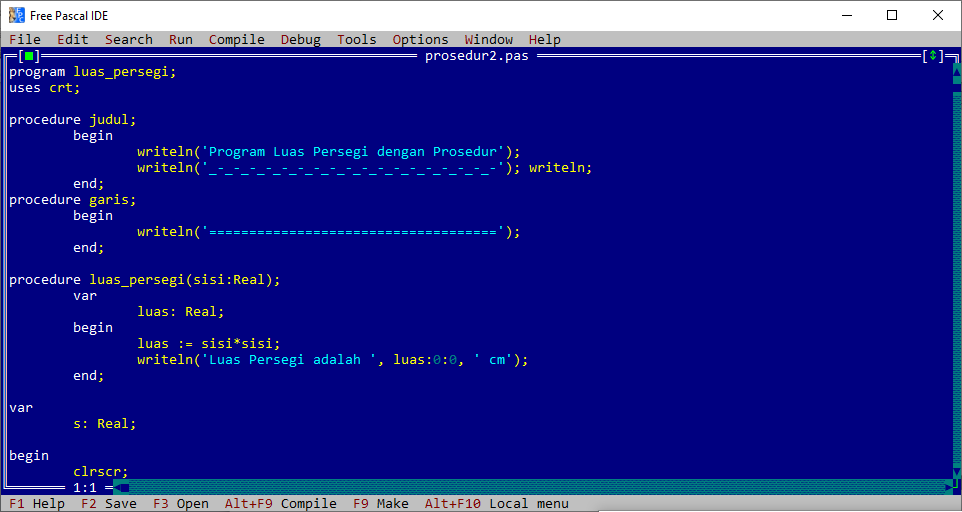 Free Pascal IDE
File Edit Search Run Compile Debug Tools Options Window Help
[■] prosedur2.pas [↕]
program luas_persegi;
uses crt;
procedure judul;
begin
writeln('Program Luas Persegi dengan Prosedur');
writeln('_-_-_-_-_-_-_-_-_-_-_-_-_-_-_-_-_-_-'); writeln;
end;
procedure garis;
begin
writeln('====================================');
end;
procedure luas_persegi(sisi:Real);
var
luas: Real;
begin
luas := sisi*sisi;
writeln('Luas Persegi adalah ', luas:0:0, ' cm');
end;
var
s: Real;
begin
clrscr;
1:1
F1 Help F2 Save F3 Open Alt+F9 Compile F9 Make Alt+F10 Local menu